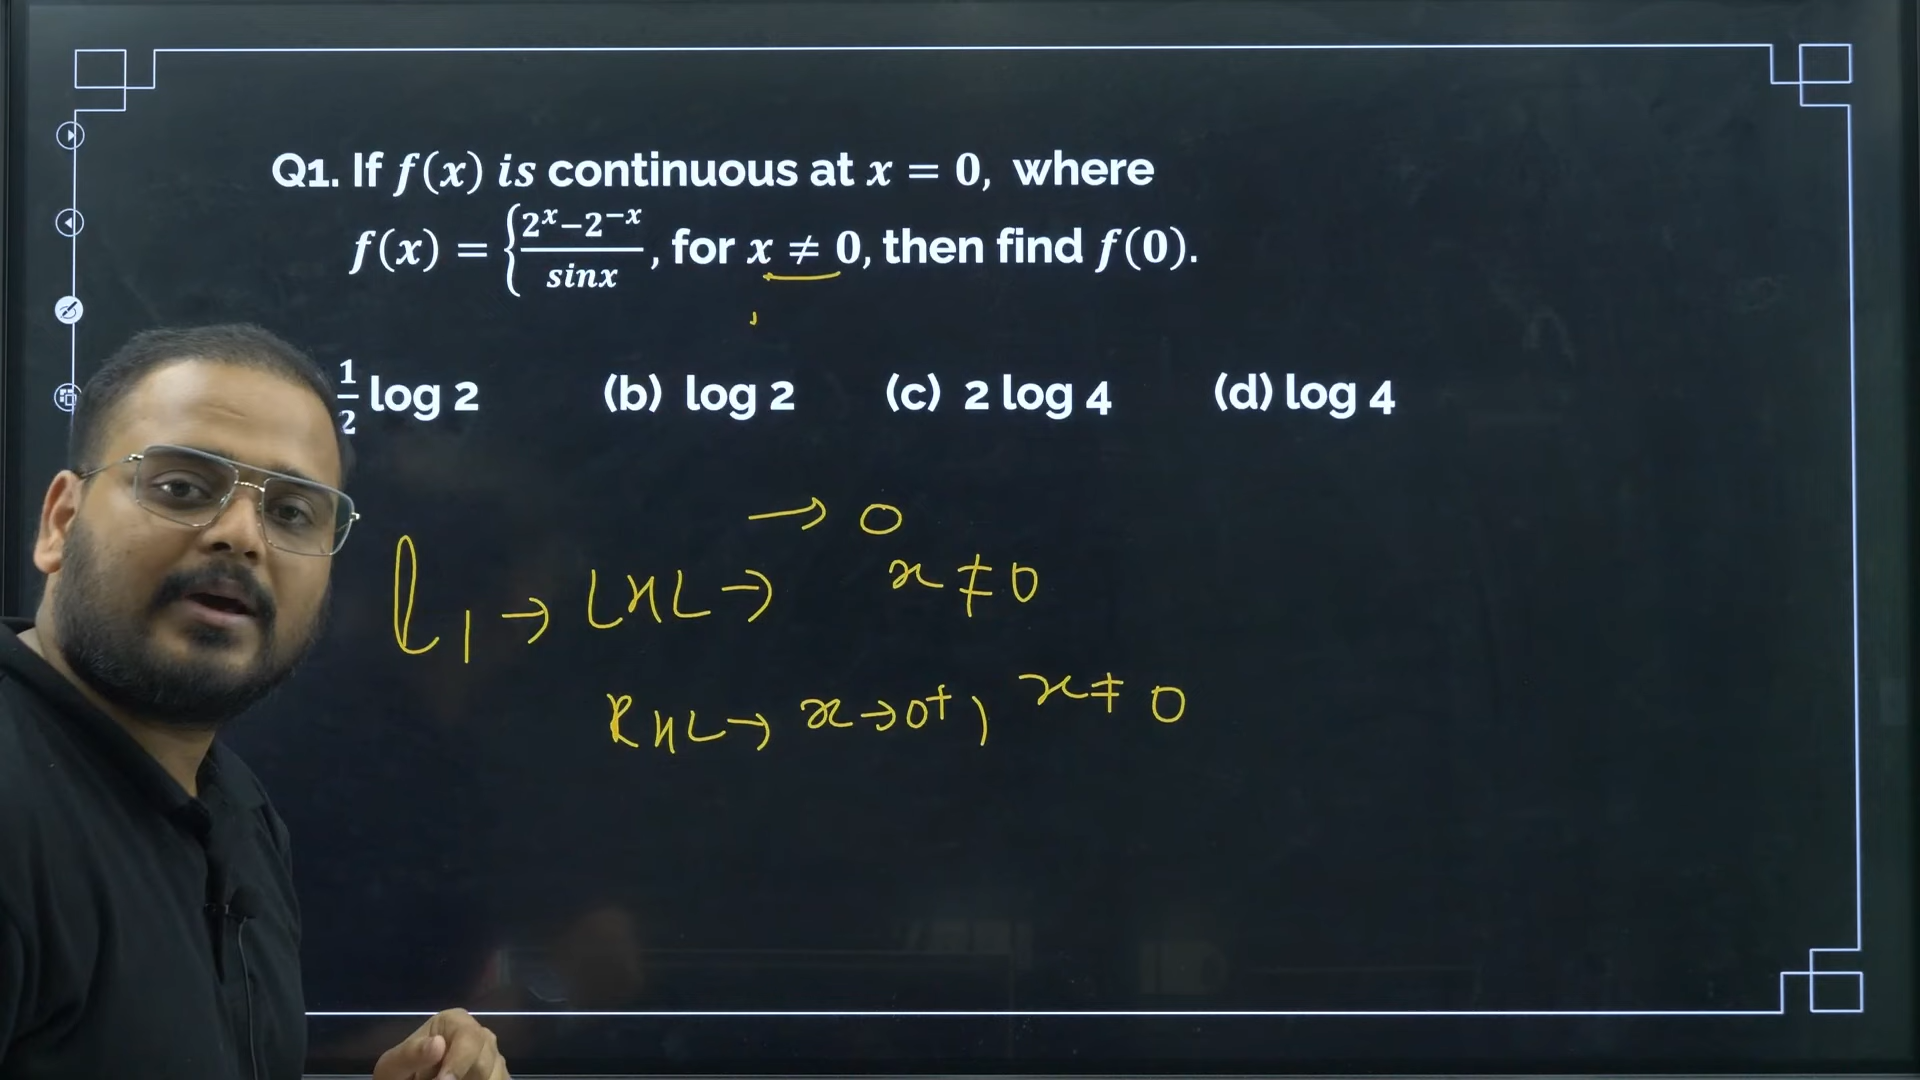 Q1. If f(x) is continuous at x = 0, where
f(x) = { (2^x − 2^−x) / sinx , for x ≠ 0, then find f(0).
1/2 log 2 (b) log 2 (c) 2 log 4 (d) log 4
→ 0
l1 → LHL → x ≠ 0
RHL → x → 0+, x ≠ 0